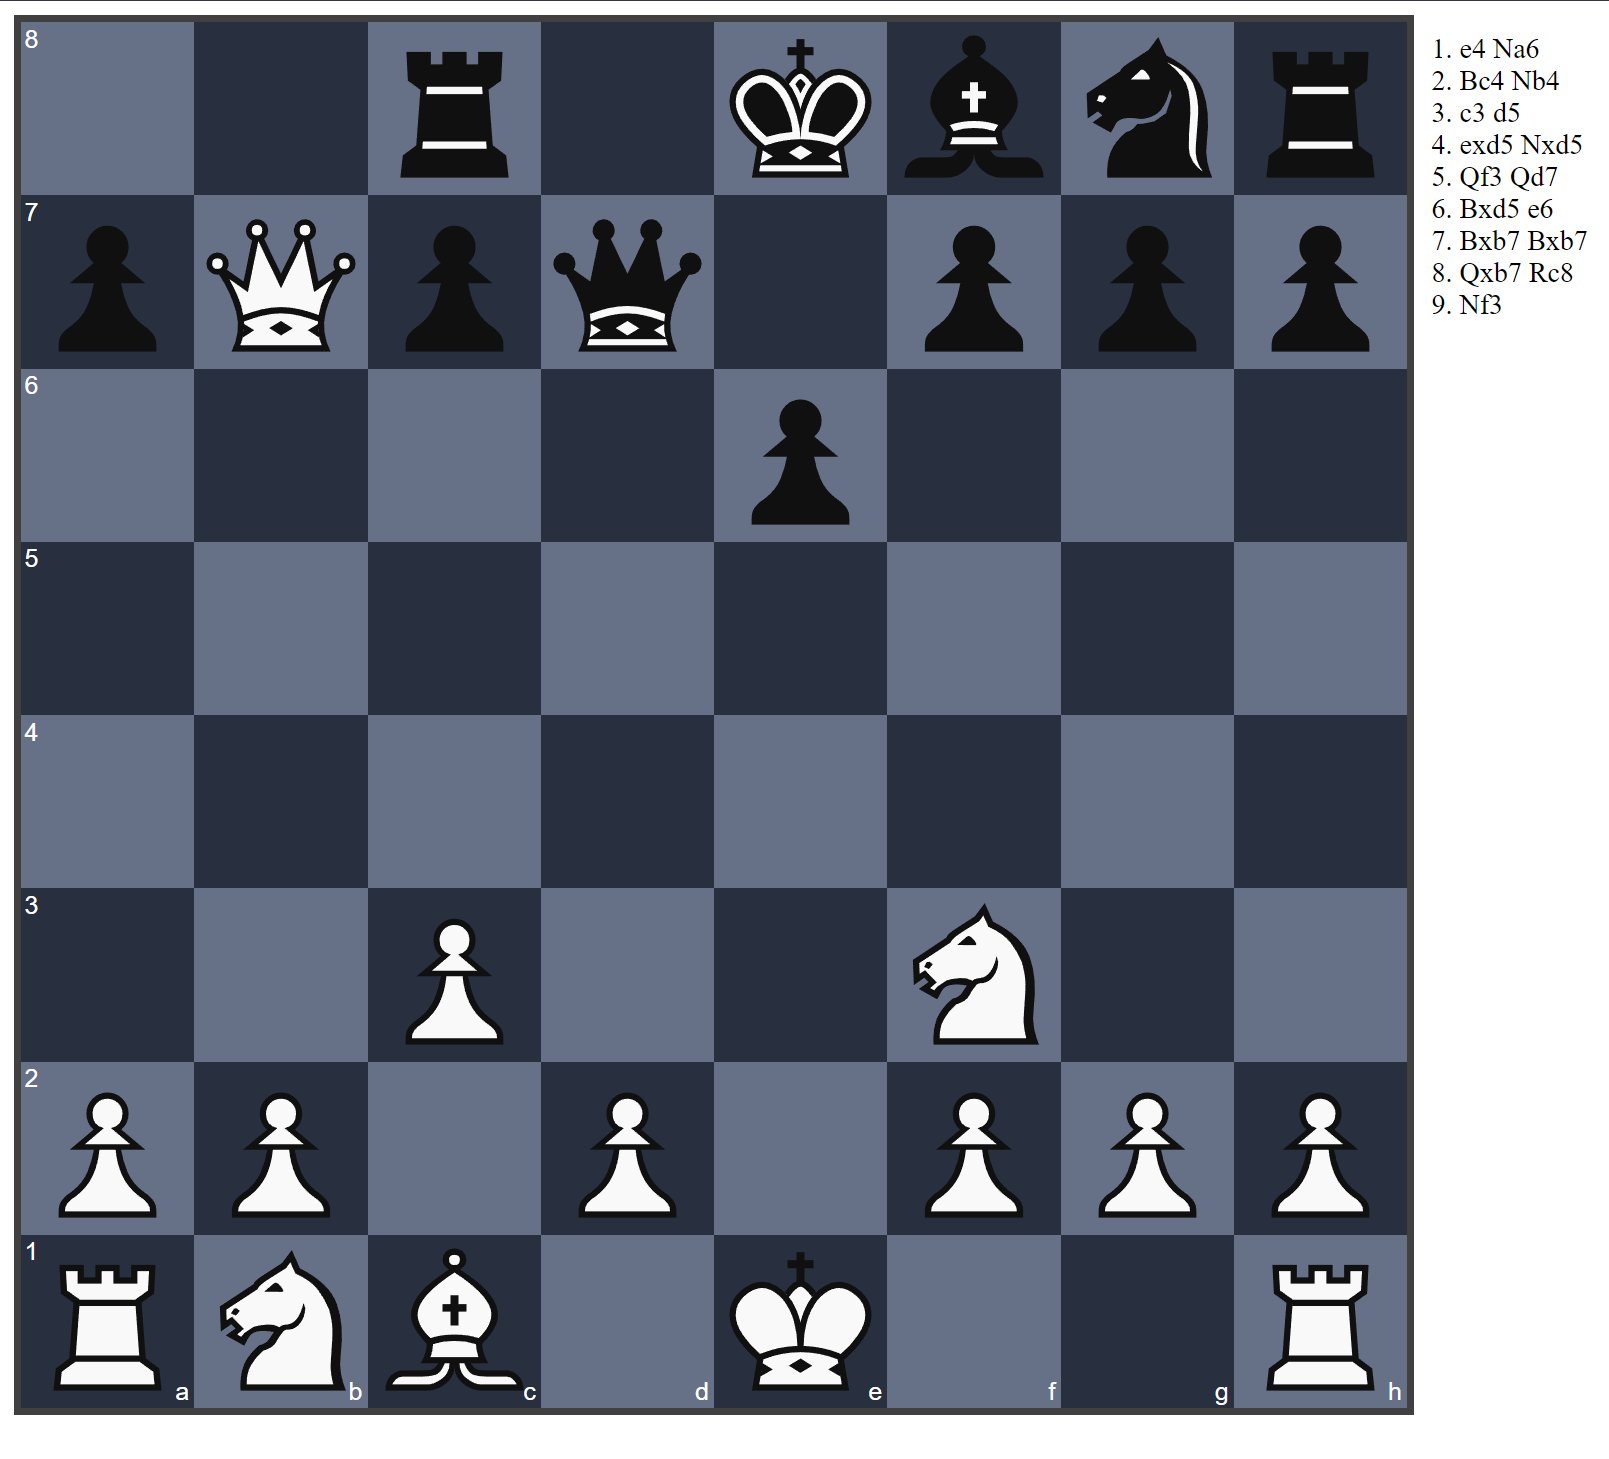 8
7
6
5
4
3
2
1
a b c d e f g h
1. e4 Na6
2. Bc4 Nb4
3. c3 d5
4. exd5 Nxd5
5. Qf3 Qd7
6. Bxd5 e6
7. Bxb7 Bxb7
8. Qxb7 Rc8
9. Nf3